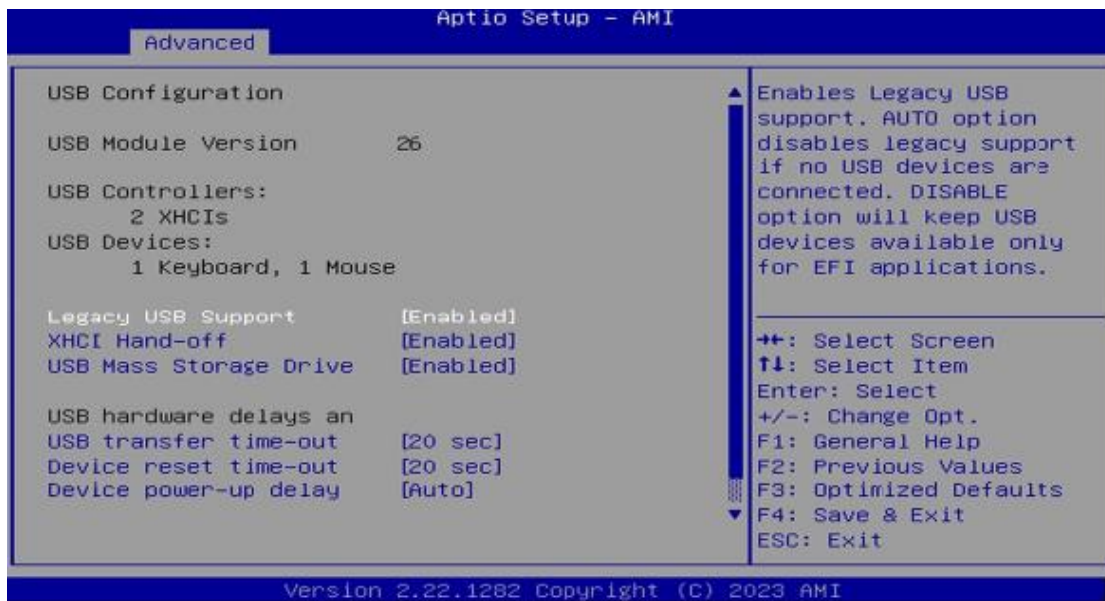 Aptio Setup – AMI
Advanced
USB Configuration
USB Module Version 26
USB Controllers:
2 XHCIs
USB Devices:
1 Keyboard, 1 Mouse
Legacy USB Support [Enabled]
XHCI Hand-off [Enabled]
USB Mass Storage Drive [Enabled]
USB hardware delays an
USB transfer time-out [20 sec]
Device reset time-out [20 sec]
Device power-up delay [Auto]
Enables Legacy USB
support. AUTO option
disables legacy support
if no USB devices are
connected. DISABLE
option will keep USB
devices available only
for EFI applications.
→←: Select Screen
↑↓: Select Item
Enter: Select
+/-: Change Opt.
F1: General Help
F2: Previous Values
F3: Optimized Defaults
F4: Save & Exit
ESC: Exit
Version 2.22.1282 Copyright (C) 2023 AMI